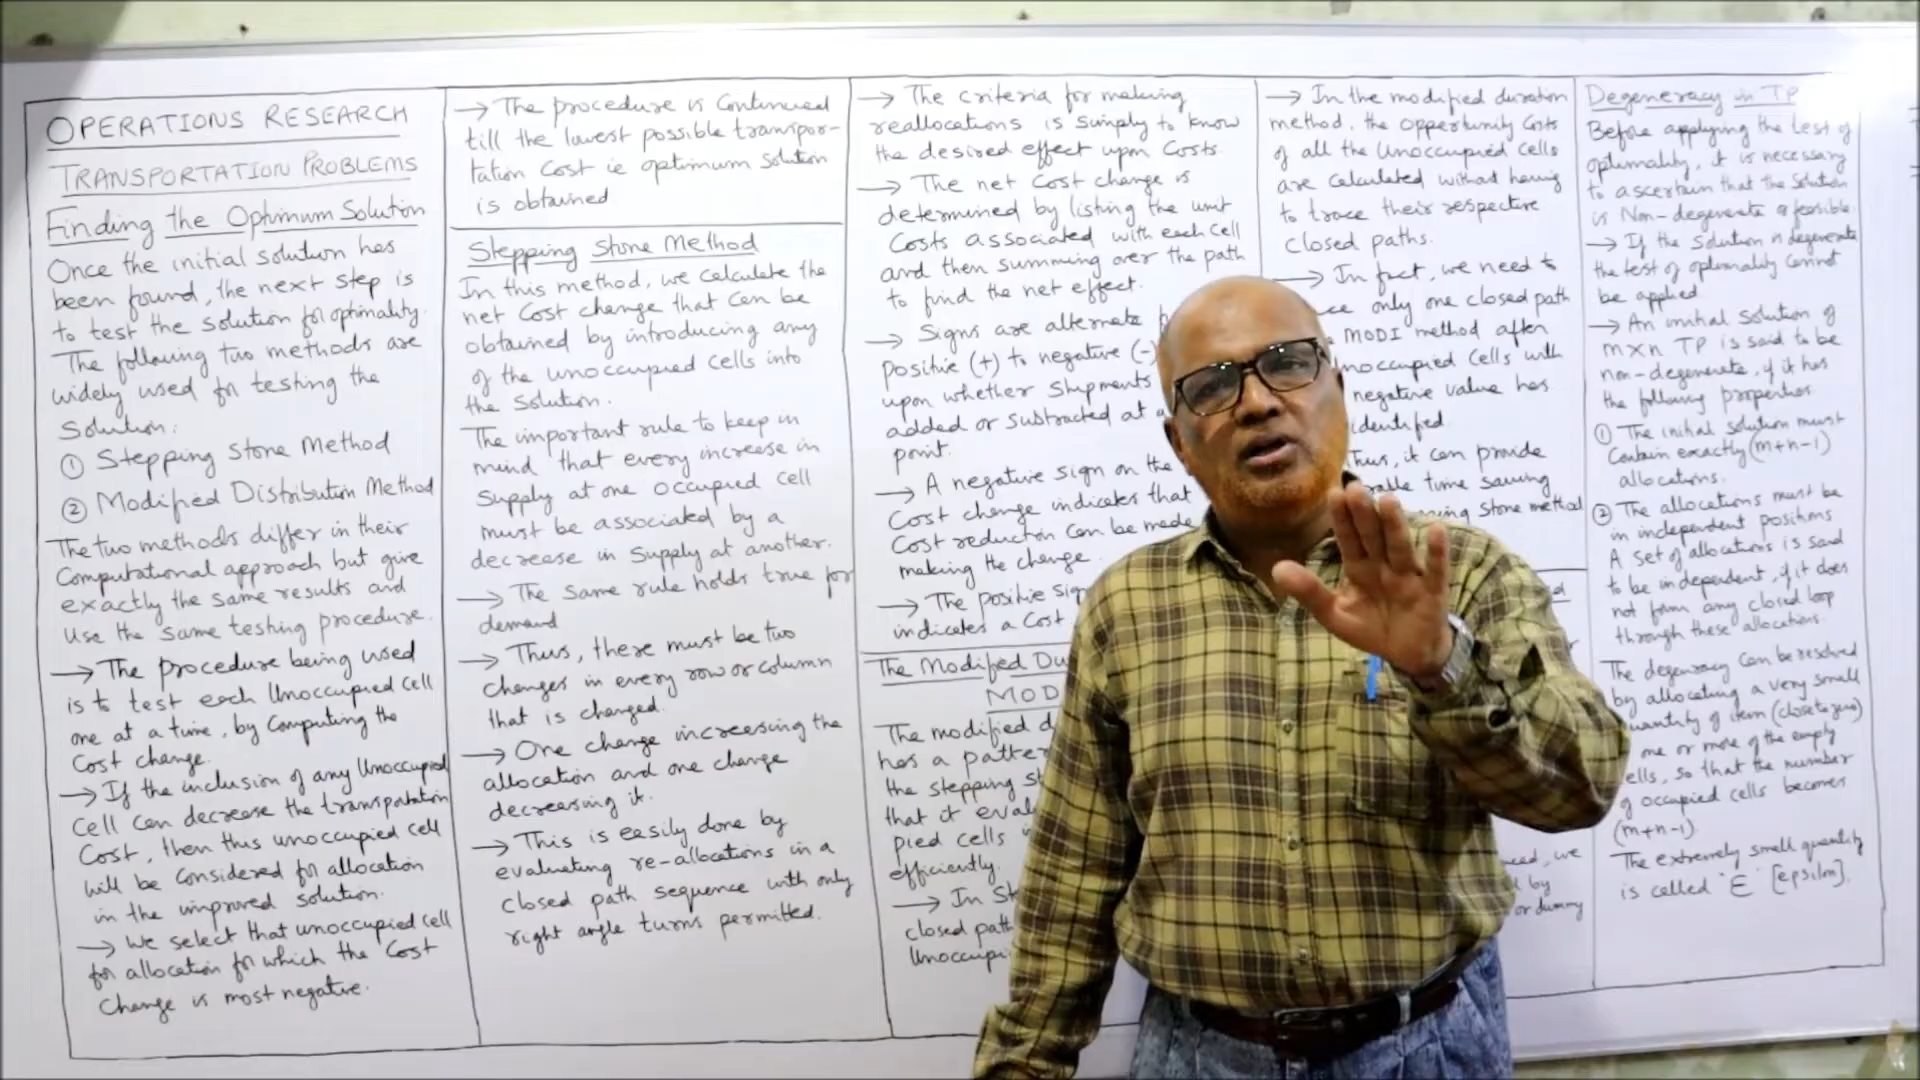 OPERATIONS RESEARCH
TRANSPORTATION PROBLEMS
Finding the Optimum Solution
Once the initial solution has
been found, the next step is
to test the solution for optimality.
The following two methods are
widely used for testing the
Solution.
① Stepping Stone Method
② Modified Distribution Method
The two methods differ in their
Computational approach but give
exactly the same results and
use the same testing procedure.
→ The procedure being used
is to test each Unoccupied cell
one at a time, by Computing the
Cost change.
→ If the inclusion of any Unoccupied
Cell can decrease the transportation
Cost, then this unoccupied cell
will be considered for allocation
in the improved solution.
→ We select that unoccupied cell
for allocation for which the Cost
Change is most negative.
→ The procedure is Continued
till the lowest possible transpor-
tation Cost ie optimum solution
is obtained
Stepping Stone Method
In this method, we calculate the
net Cost change that can be
obtained by introducing any
of the unoccupied cells into
the Solution.
The important rule to keep in
mind that every increase in
Supply at one occupied cell
must be associated by a
decrease in supply at another.
→ The same rule holds true for
demand
→ Thus, there must be two
changes in every row or column
that is changed.
→ One change increasing the
allocation and one change
decreasing it.
→ This is easily done by
evaluating re-allocations in a
closed path sequence with only
right angle turns permitted.
→ The criteria for making
reallocations is simply to know
the desired effect upon Costs.
→ The net Cost change is
determined by listing the unit
Costs associated with each cell
and then summing over the path
to find the net effect.
→ Signs are alternate
positive (+) to negative (-)
upon whether shipments
added or subtracted at a
point.
→ A negative sign on the
Cost change indicates that
Cost reduction can be made
making the change.
→ The positive sign
indicates a Cost
The Modified Du
MOD
The modified d
has a patter
the stepping st
that it eval
pied cells
efficiently.
→ In St
closed path
Unoccupi
→ In the modified duration
method, the opportunity Costs
of all the Unoccupied cells
are calculated without having
to trace their respective
closed paths.
→ In fact, we need to
only one closed path
MODI method after
noccupied cells with
negative value has
identified.
Thus, it can provide
able time saving
ing stone method
need, we
by
or dummy
Degeneracy in TP
Before applying the test of
optimality, it is necessary
to ascertain that the solution
is Non-degenerate & feasible.
→ If the solution is degenerate
the test of optimality cannot
be applied.
→ An initial solution of
m×n TP is said to be
non-degenerate, if it has
the following properties.
① The initial solution must
Contain exactly (m+n-1)
allocations.
② The allocations must be
in independent positions
A set of allocations is said
to be independent, if it does
not form any closed loop
through these allocations.
The degeneracy can be resolved
by allocating a very small
quantity of item (close to zero)
one or more of the empty
ells, so that the number
of occupied cells becomes
(m+n-1)
The extremely small quantity
is called 'E' [epsilon].